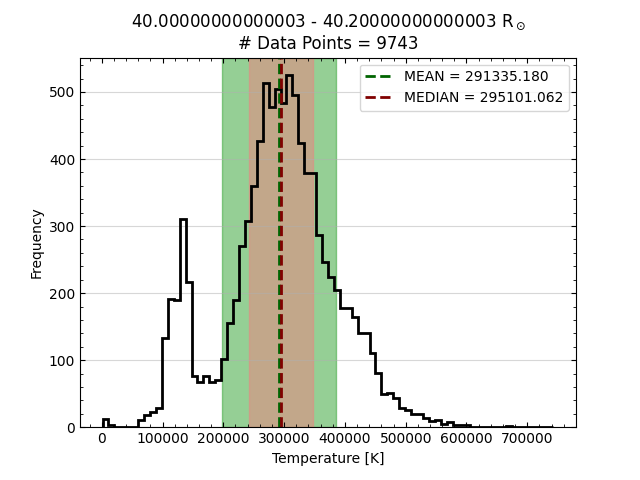 40.00000000000003 - 40.20000000000003 R⊙
# Data Points = 9743
MEAN = 291335.180
MEDIAN = 295101.062
Frequency
500
400
300
200
100
0
0 100000 200000 300000 400000 500000 600000 700000
Temperature [K]